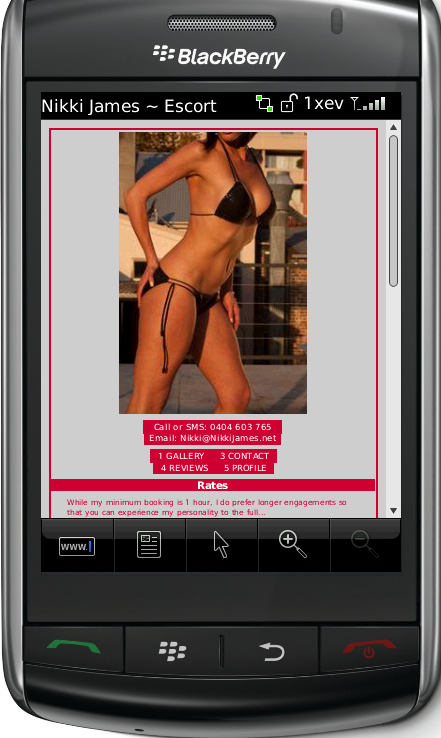 BlackBerry
Nikki James ~ Escort 1xev
Call or SMS: 0404 603 765
Email: Nikki@NikkiJames.net
1 GALLERY 3 CONTACT
4 REVIEWS 5 PROFILE
Rates
While my minimum booking is 1 hour, I do prefer longer engagements so
that you can experience my personality to the full...
www.